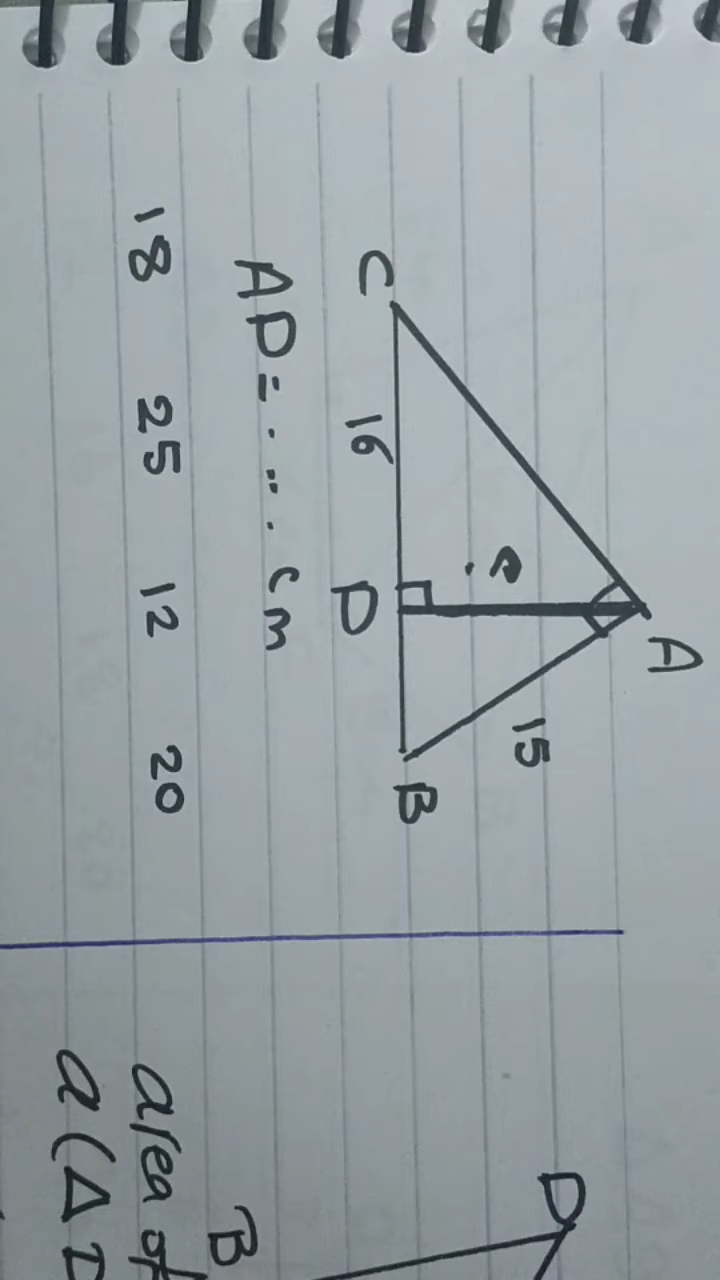 A
؟
15
C
16
D
B
AD = ..... cm
18 25 12 20
D
B
area of
a(Δ D